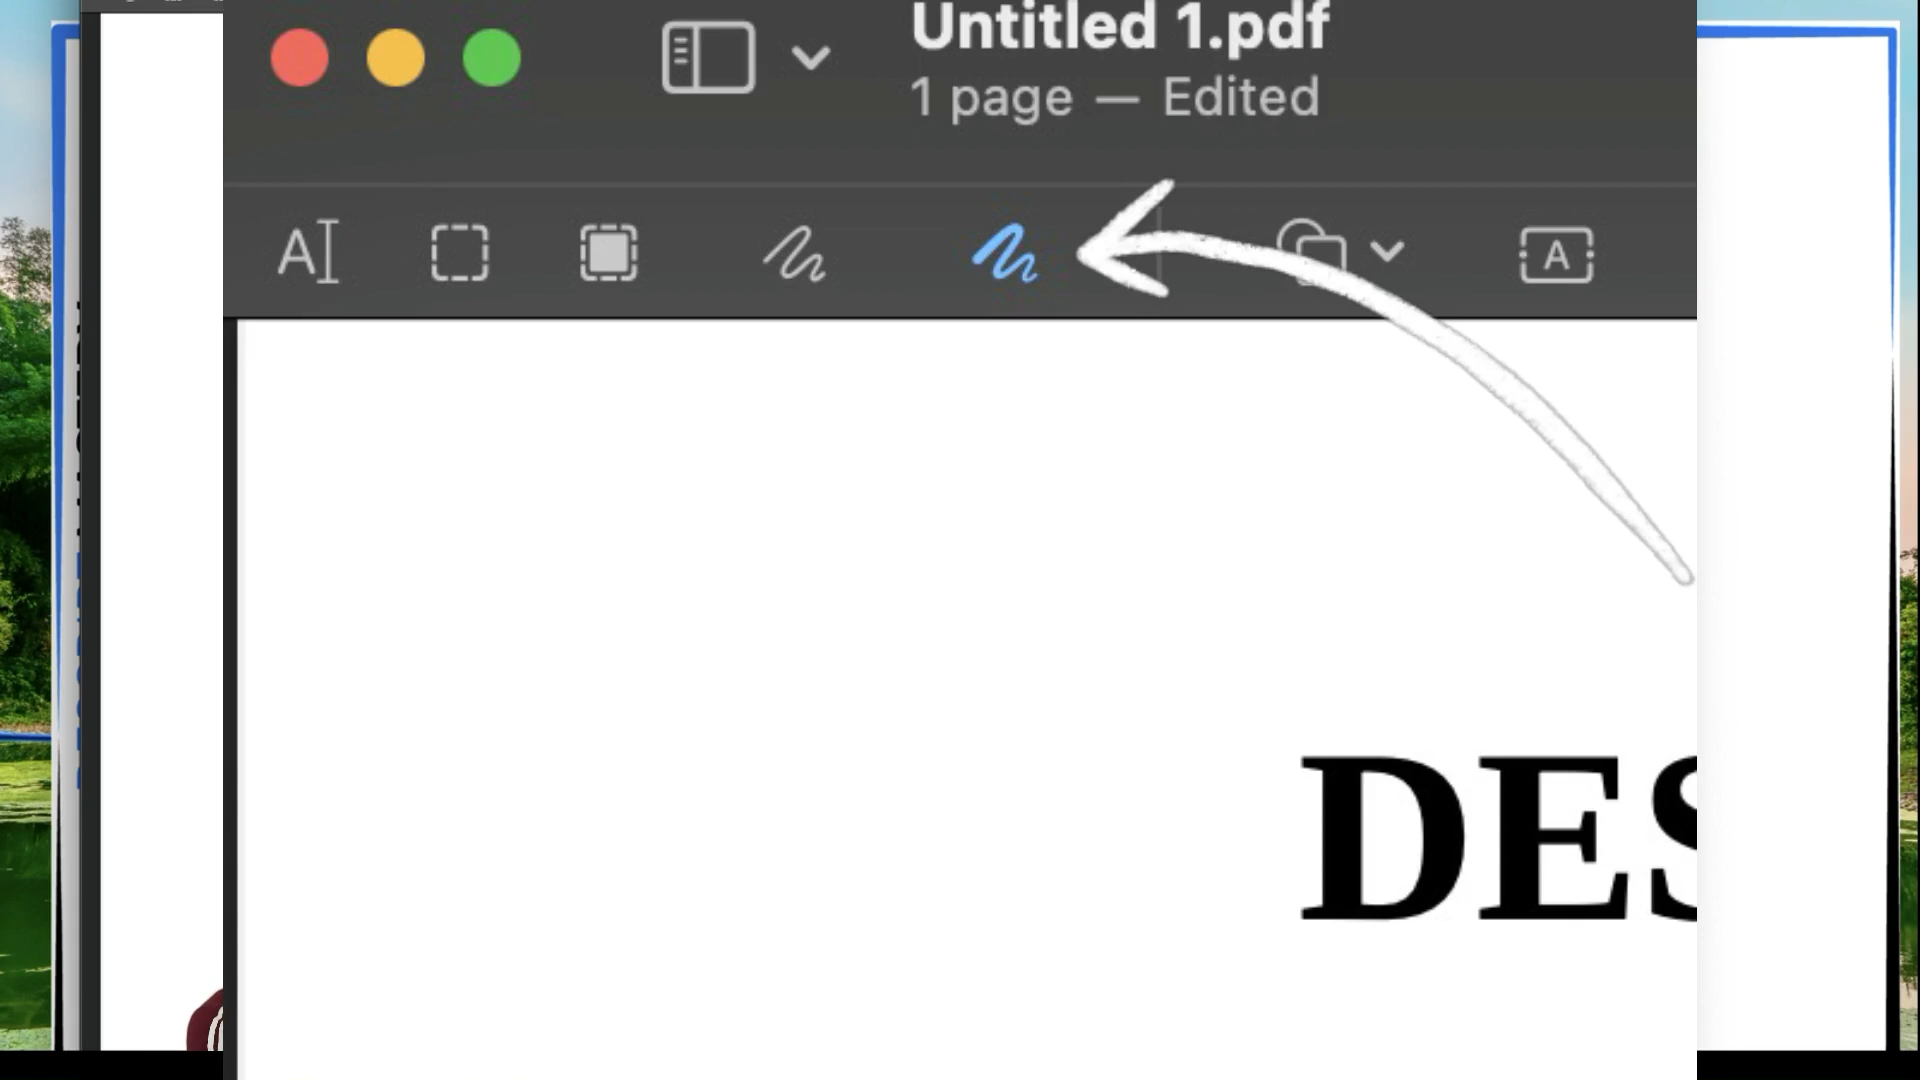 Untitled 1.pdf
1 page — Edited
A
A
DES